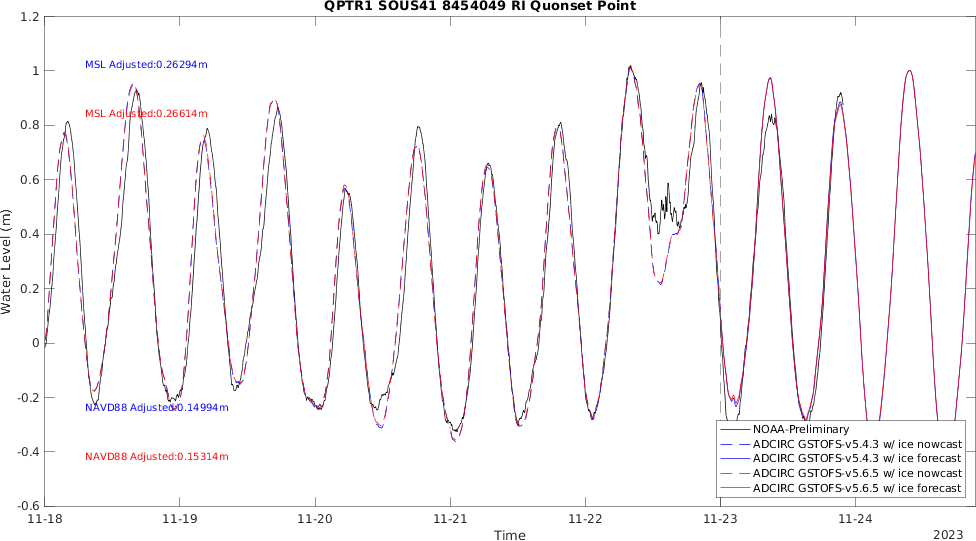 QPTR1 SOUS41 8454049 RI Quonset Point
1.2
1
0.8
0.6
0.4
0.2
0
-0.2
-0.4
-0.6
Water Level (m)
MSL Adjusted:0.26294m
MSL Adjusted:0.26614m
NAVD88 Adjusted:0.14994m
NAVD88 Adjusted:0.15314m
NOAA-Preliminary
ADCIRC GSTOFS-v5.4.3 w/ ice nowcast
ADCIRC GSTOFS-v5.4.3 w/ ice forecast
ADCIRC GSTOFS-v5.6.5 w/ ice nowcast
ADCIRC GSTOFS-v5.6.5 w/ ice forecast
11-18 11-19 11-20 11-21 11-22 11-23 11-24
Time
2023